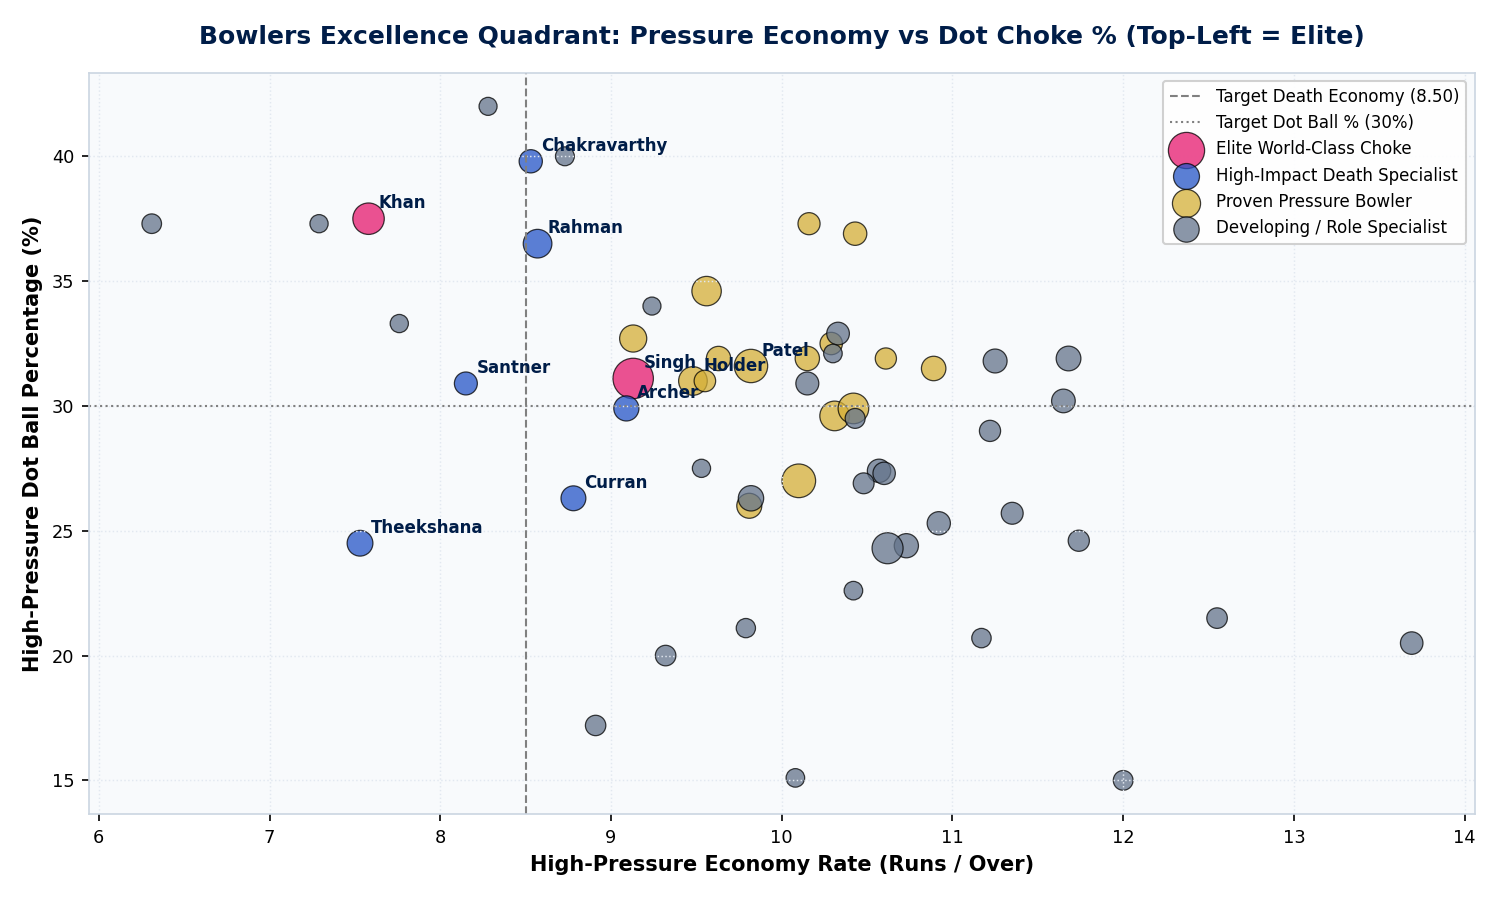 Bowlers Excellence Quadrant: Pressure Economy vs Dot Choke % (Top-Left = Elite)
Target Death Economy (8.50)
Target Dot Ball % (30%)
Elite World-Class Choke
High-Impact Death Specialist
Proven Pressure Bowler
Developing / Role Specialist
High-Pressure Dot Ball Percentage (%)
40
35
30
25
20
15
Chakravarthy
Khan
Rahman
Patel
Singh
Holder
Santner
Archer
Curran
Theekshana
6
7
8
9
10
11
12
13
14
High-Pressure Economy Rate (Runs / Over)